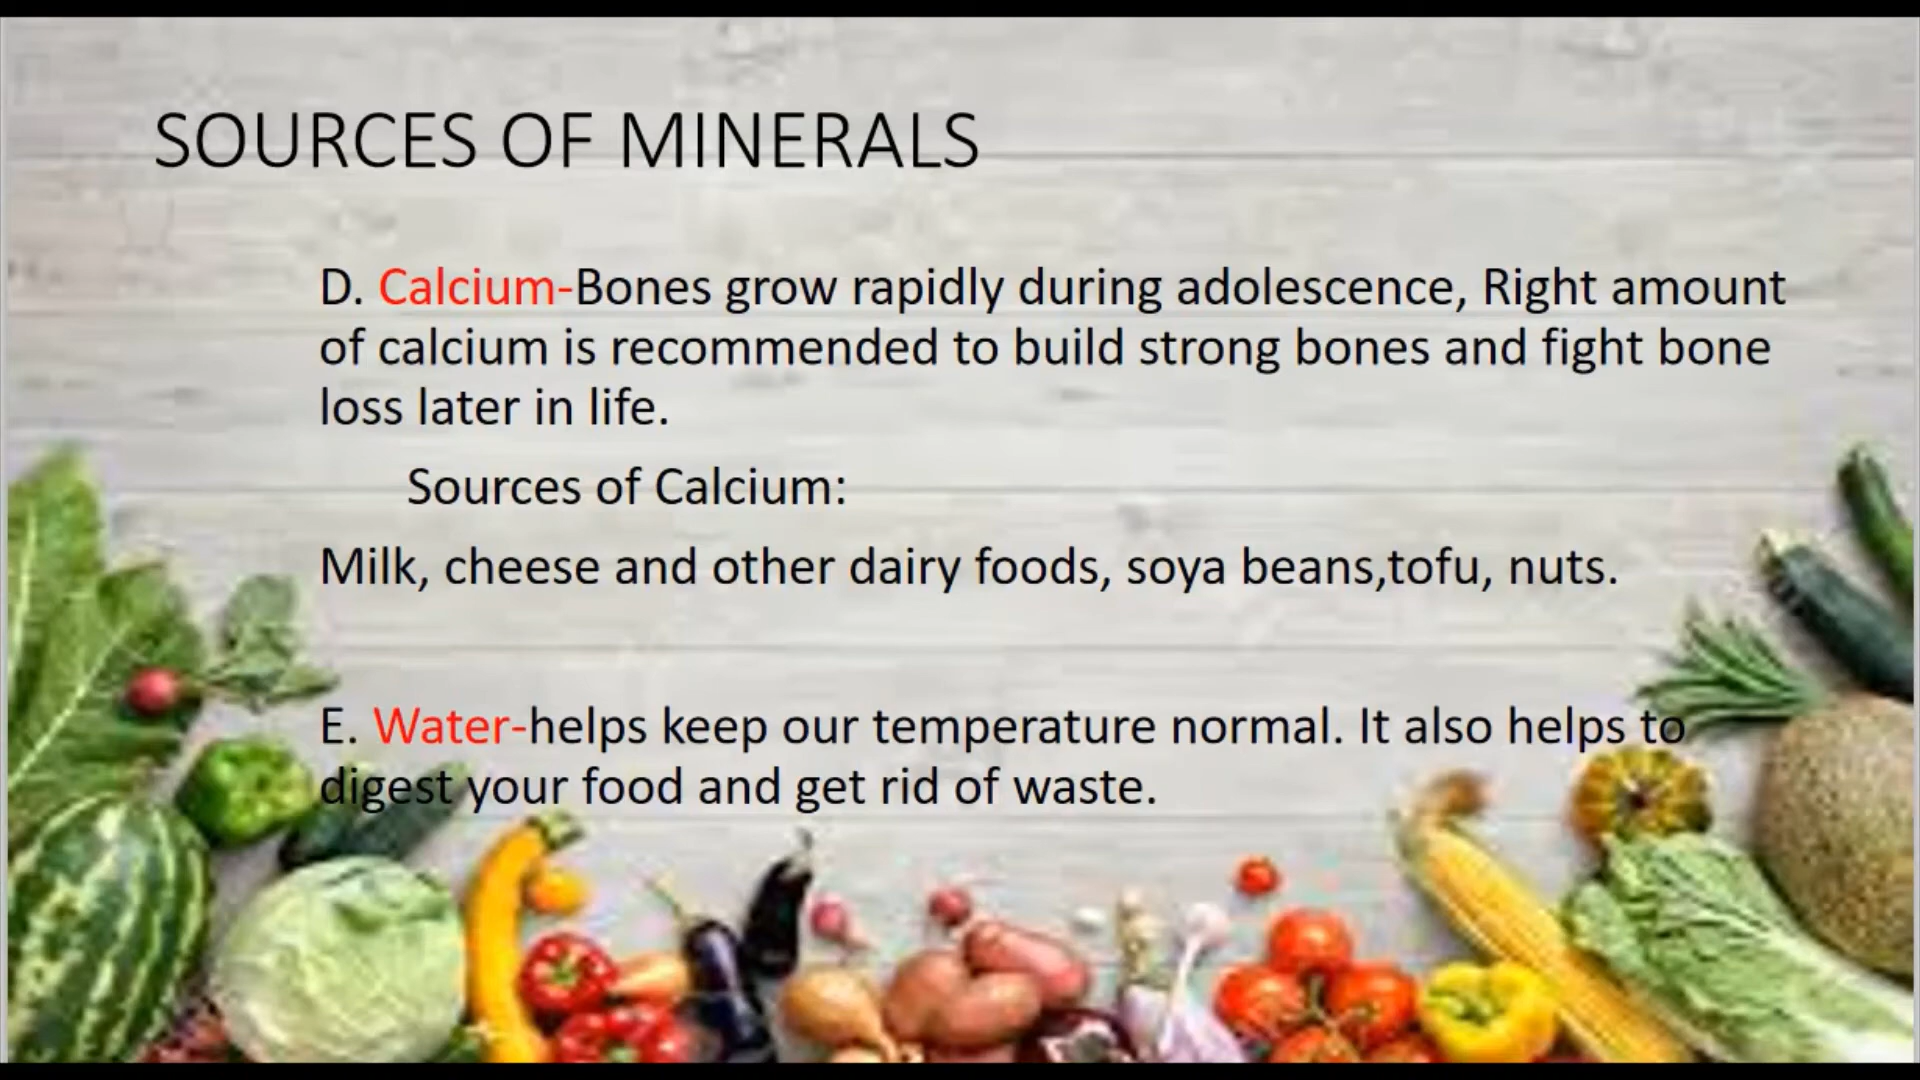 SOURCES OF MINERALS
D. Calcium-Bones grow rapidly during adolescence, Right amount
of calcium is recommended to build strong bones and fight bone
loss later in life.
Sources of Calcium:
Milk, cheese and other dairy foods, soya beans,tofu, nuts.
E. Water-helps keep our temperature normal. It also helps to
digest your food and get rid of waste.